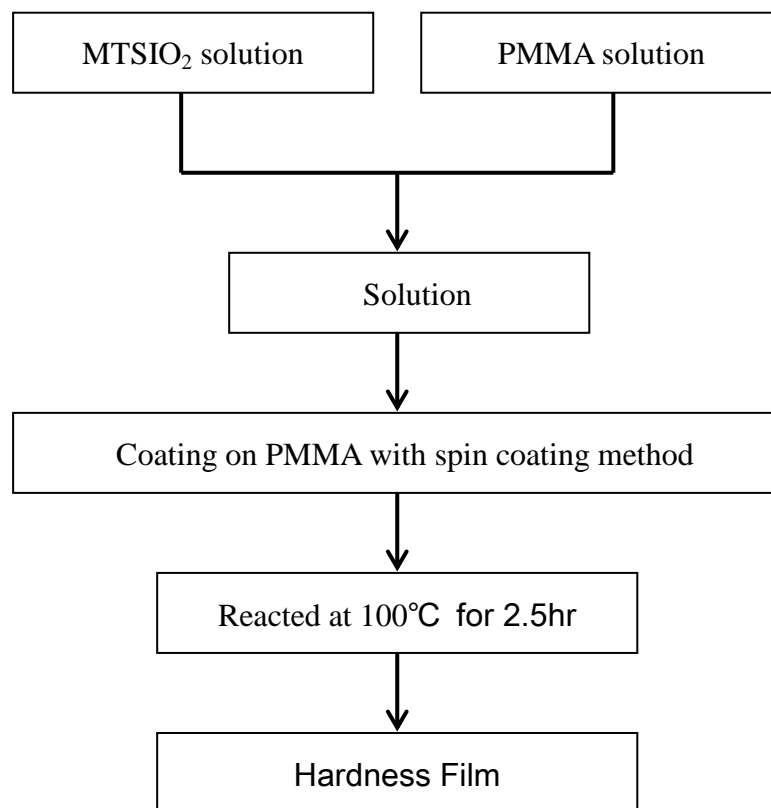 MTSIO₂ solution
PMMA solution
Solution
Coating on PMMA with spin coating method
Reacted at 100℃ for 2.5hr
Hardness Film